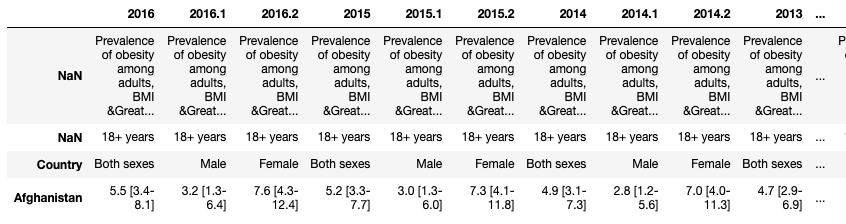 2016 2016.1 2016.2 2015 2015.1 2015.2 2014 2014.1 2014.2 2013 ...
Prevalence Prevalence Prevalence Prevalence Prevalence Prevalence Prevalence Prevalence Prevalence Prevalence P
of obesity of obesity of obesity of obesity of obesity of obesity of obesity of obesity of obesity of obesity
among among among among among among among among among among
NaN adults, adults, adults, adults, adults, adults, adults, adults, adults, adults, ...
BMI BMI BMI BMI BMI BMI BMI BMI BMI BMI
&Great... &Great... &Great... &Great... &Great... &Great... &Great... &Great... &Great... &Great...
NaN 18+ years 18+ years 18+ years 18+ years 18+ years 18+ years 18+ years 18+ years 18+ years 18+ years ...
Country Both sexes Male Female Both sexes Male Female Both sexes Male Female Both sexes ...
Afghanistan 5.5 [3.4- 3.2 [1.3- 7.6 [4.3- 5.2 [3.3- 3.0 [1.3- 7.3 [4.1- 4.9 [3.1- 2.8 [1.2- 7.0 [4.0- 4.7 [2.9- ...
8.1] 6.4] 12.4] 7.7] 6.0] 11.8] 7.3] 5.6] 11.3] 6.9]